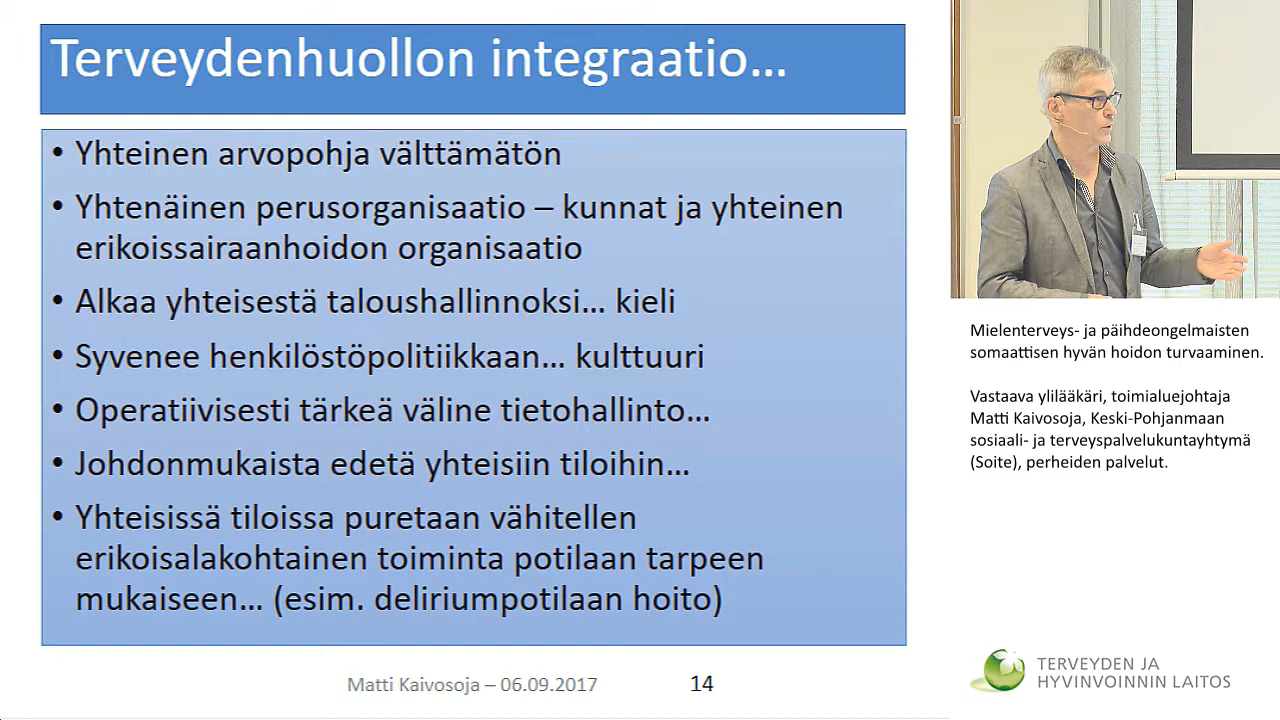 Terveydenhuollon integraatio…
• Yhteinen arvopohja välttämätön
• Yhtenäinen perusorganisaatio – kunnat ja yhteinen
erikoissairaanhoidon organisaatio
• Alkaa yhteisestä taloushallinnoksi… kieli
• Syvenee henkilöstöpolitiikkaan… kulttuuri
• Operatiivisesti tärkeä väline tietohallinto…
• Johdonmukaista edetä yhteisiin tiloihin…
• Yhteisissä tiloissa puretaan vähitellen
erikoisalakohtainen toiminta potilaan tarpeen
mukaiseen… (esim. deliriumpotilaan hoito)
Matti Kaivosoja – 06.09.2017
14
Mielenterveys- ja päihdeongelmaisten
somaattisen hyvän hoidon turvaaminen.
Vastaava ylilääkäri, toimialuejohtaja
Matti Kaivosoja, Keski-Pohjanmaan
sosiaali- ja terveyspalvelukuntayhtymä
(Soite), perheiden palvelut.
TERVEYDEN JA
HYVINVOINNIN LAITOS